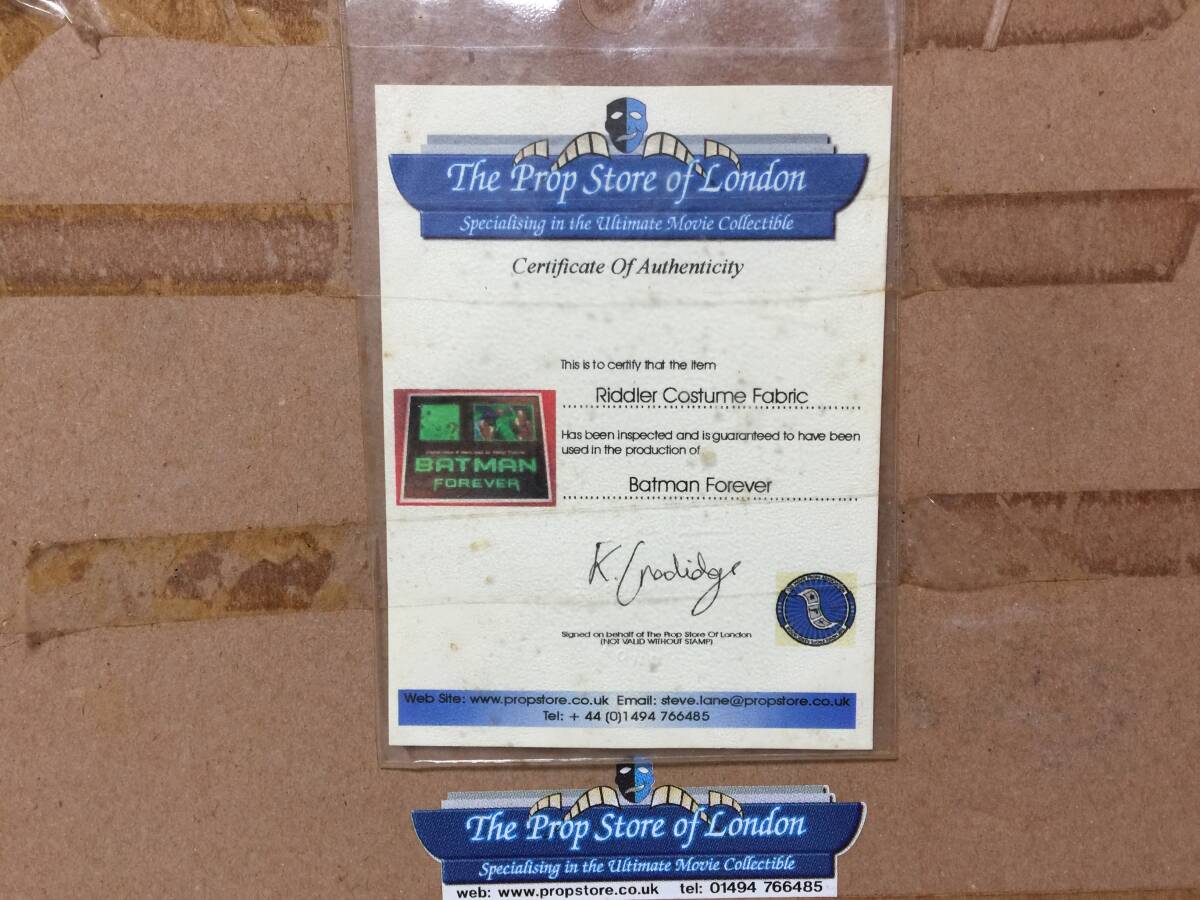 The Prop Store of London
Specialising in the Ultimate Movie Collectible
Certificate Of Authenticity
This is to certify that the item
Riddler Costume Fabric
Has been inspected and is guaranteed to have been
used in the production of
Batman Forever
BATMAN
FOREVER
Signed on behalf of The Prop Store Of London
(NOT VALID WITHOUT STAMP)
Web Site: www.propstore.co.uk Email: steve.lane@propstore.co.uk
Tel: + 44 (0)1494 766485
The Prop Store of London
Specialising in the Ultimate Movie Collectible
web: www.propstore.co.uk tel: 01494 766485